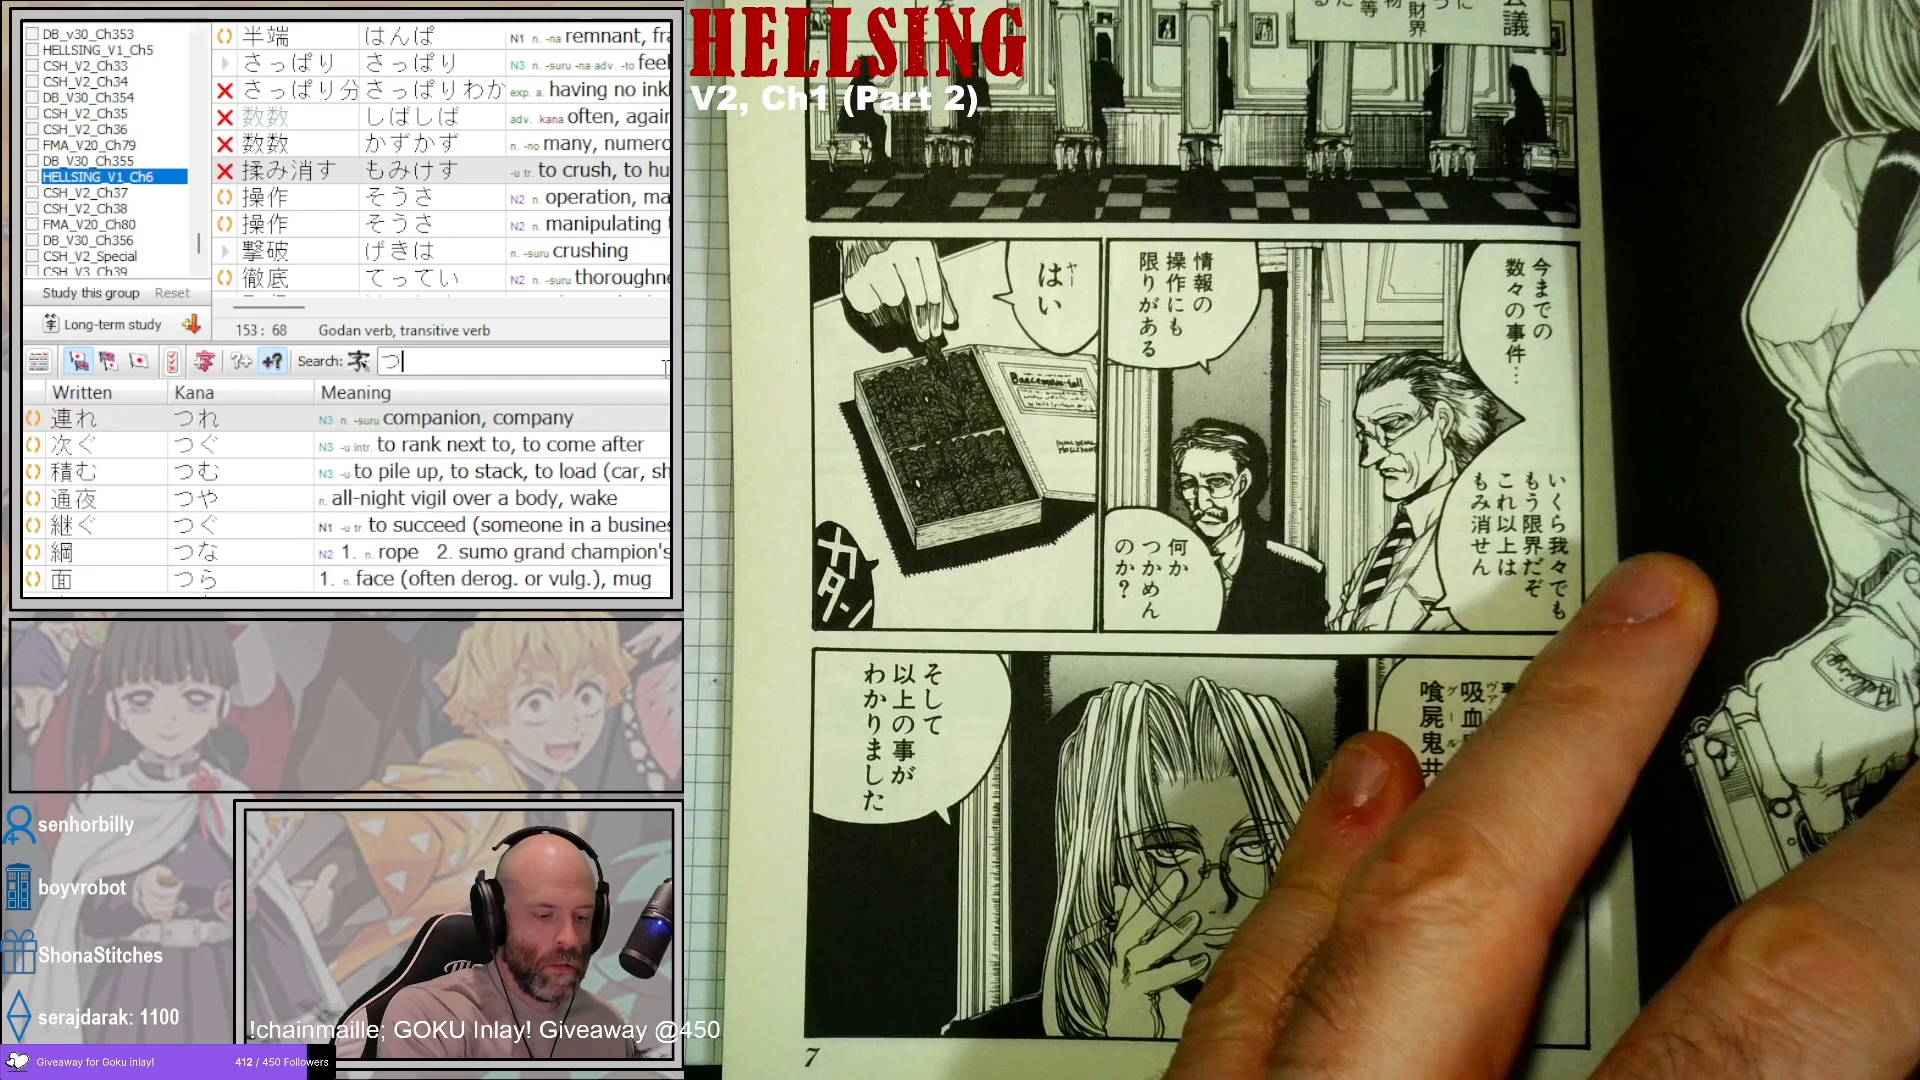 DB_v30_Ch353
HELLSING_V1_Ch5
CSH_V2_Ch33
CSH_V2_Ch34
DB_V30_Ch354
CSH_V2_Ch35
CSH_V2_Ch36
FMA_V20_Ch79
DB_V30_Ch355
HELLSING_V1_Ch6
CSH_V2_Ch37
CSH_V2_Ch38
FMA_V20_Ch80
DB_V30_Ch356
CSH_V2_Special
CSH_V3_Ch39
Study this group Reset
Long-term study
半端 はんぱ N1 n. -na remnant,
さっぱり さっぱり N3 n. -suru -na adv. -to
さっぱり分 さっぱりわか exp. a. having no
数数 しばしば adv. kana often,
数数 かずかず n. -no many,
揉み消す もみけす -u tr. to crush, to
操作 そうさ N2 n. operation,
操作 そうさ N2 n. manipulating
撃破 げきは n. -suru crushing
徹底 てってい N2 n. -suru
153: 68 Godan verb, transitive verb
Search: つ
Written Kana Meaning
連れ つれ N3 n. -suru companion, company
次ぐ つぐ N3 -u intr. to rank next to, to come after
積む つむ N3 -u to pile up, to stack, to load (car,
通夜 つや n. all-night vigil over a body, wake
継ぐ つぐ N1 -u tr. to succeed (someone in a
綱 つな N2 1. n. rope 2. sumo grand champion's
面 つら 1. n. face (often derog. or vulg.), mug
senhorbilly
boyvrobot
ShonaStitches
serajdarak: 1100
!chainmaille; GOKU Inlay! Giveaway @450
Giveaway for Goku inlay! 412 / 450 Followers
HELLSING
V2, Ch1 (Part 2)
会議
財界
等
今までの
数々の事件…
いくら我々でも
もう限界だぞ
これ以上は
もみ消せん
情報の
操作にも
限りがある
何か
つかめん
のか?
はい
ヤー
カタン
吸血
喰屍鬼共
グール
そして
以上の事が
わかりました
Hellsing
7